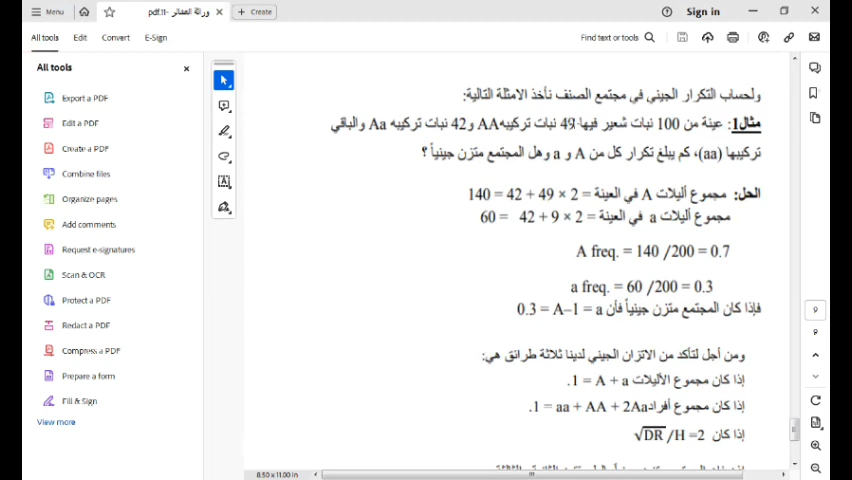 Menu
وراثة العشائر -11.pdf
Create
Sign in
All tools
Edit
Convert
E-Sign
Find text or tools
All tools
Export a PDF
Edit a PDF
Create a PDF
Combine files
Organize pages
Add comments
Request e-signatures
Scan & OCR
Protect a PDF
Redact a PDF
Compress a PDF
Prepare a form
Fill & Sign
View more
ولحساب التكرار الجيني في مجتمع الصنف نأخذ الامثلة التالية:
مثال1: عينة من 100 نبات شعير فيها 49 نبات تركيبه AA و42 نبات تركيبه Aa والباقي
تركيبها (aa)، كم يبلغ تكرار كل من A و a وهل المجتمع متزن جينياً ؟
الحل: مجموع أليلات A في العينة = 2 × 49 + 42 = 140
مجموع أليلات a في العينة = 2 × 9 + 42 = 60
A freq. = 140 /200 = 0.7
a freq. = 60 /200 = 0.3
فإذا كان المجتمع متزن جينياً فأن a = 1–A = 0.3
ومن أجل لتأكد من الاتزان الجيني لدينا ثلاثة طرائق هي:
إذا كان مجموع الأليلات A + a = 1.
إذا كان مجموع أفراد aa + AA + 2Aa = 1.
إذا كان √DR /H =2
9
9
8.50 x 11.00 in